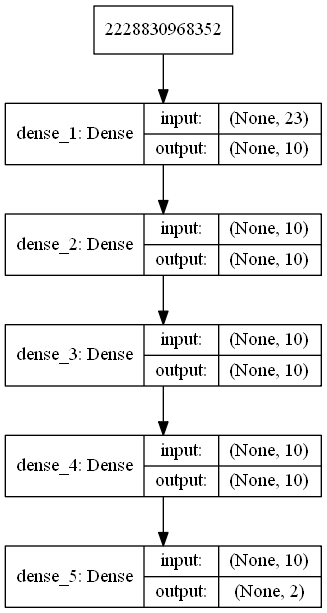 2228830968352
dense_1: Dense
input:
(None, 23)
output:
(None, 10)
dense_2: Dense
input:
(None, 10)
output:
(None, 10)
dense_3: Dense
input:
(None, 10)
output:
(None, 10)
dense_4: Dense
input:
(None, 10)
output:
(None, 10)
dense_5: Dense
input:
(None, 10)
output:
(None, 2)